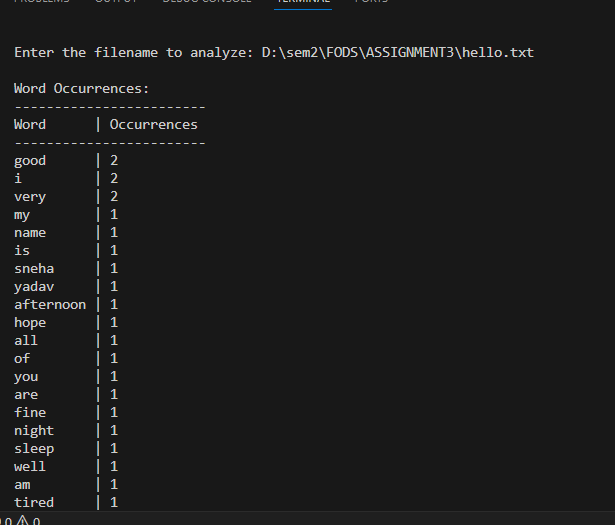 PROBLEMS OUTPUT DEBUG CONSOLE TERMINAL PORTS
Enter the filename to analyze: D:\sem2\FODS\ASSIGNMENT3\hello.txt
Word Occurrences:
------------------------
Word | Occurrences
------------------------
good | 2
i | 2
very | 2
my | 1
name | 1
is | 1
sneha | 1
yadav | 1
afternoon | 1
hope | 1
all | 1
of | 1
you | 1
are | 1
fine | 1
night | 1
sleep | 1
well | 1
am | 1
tired | 1
0 0